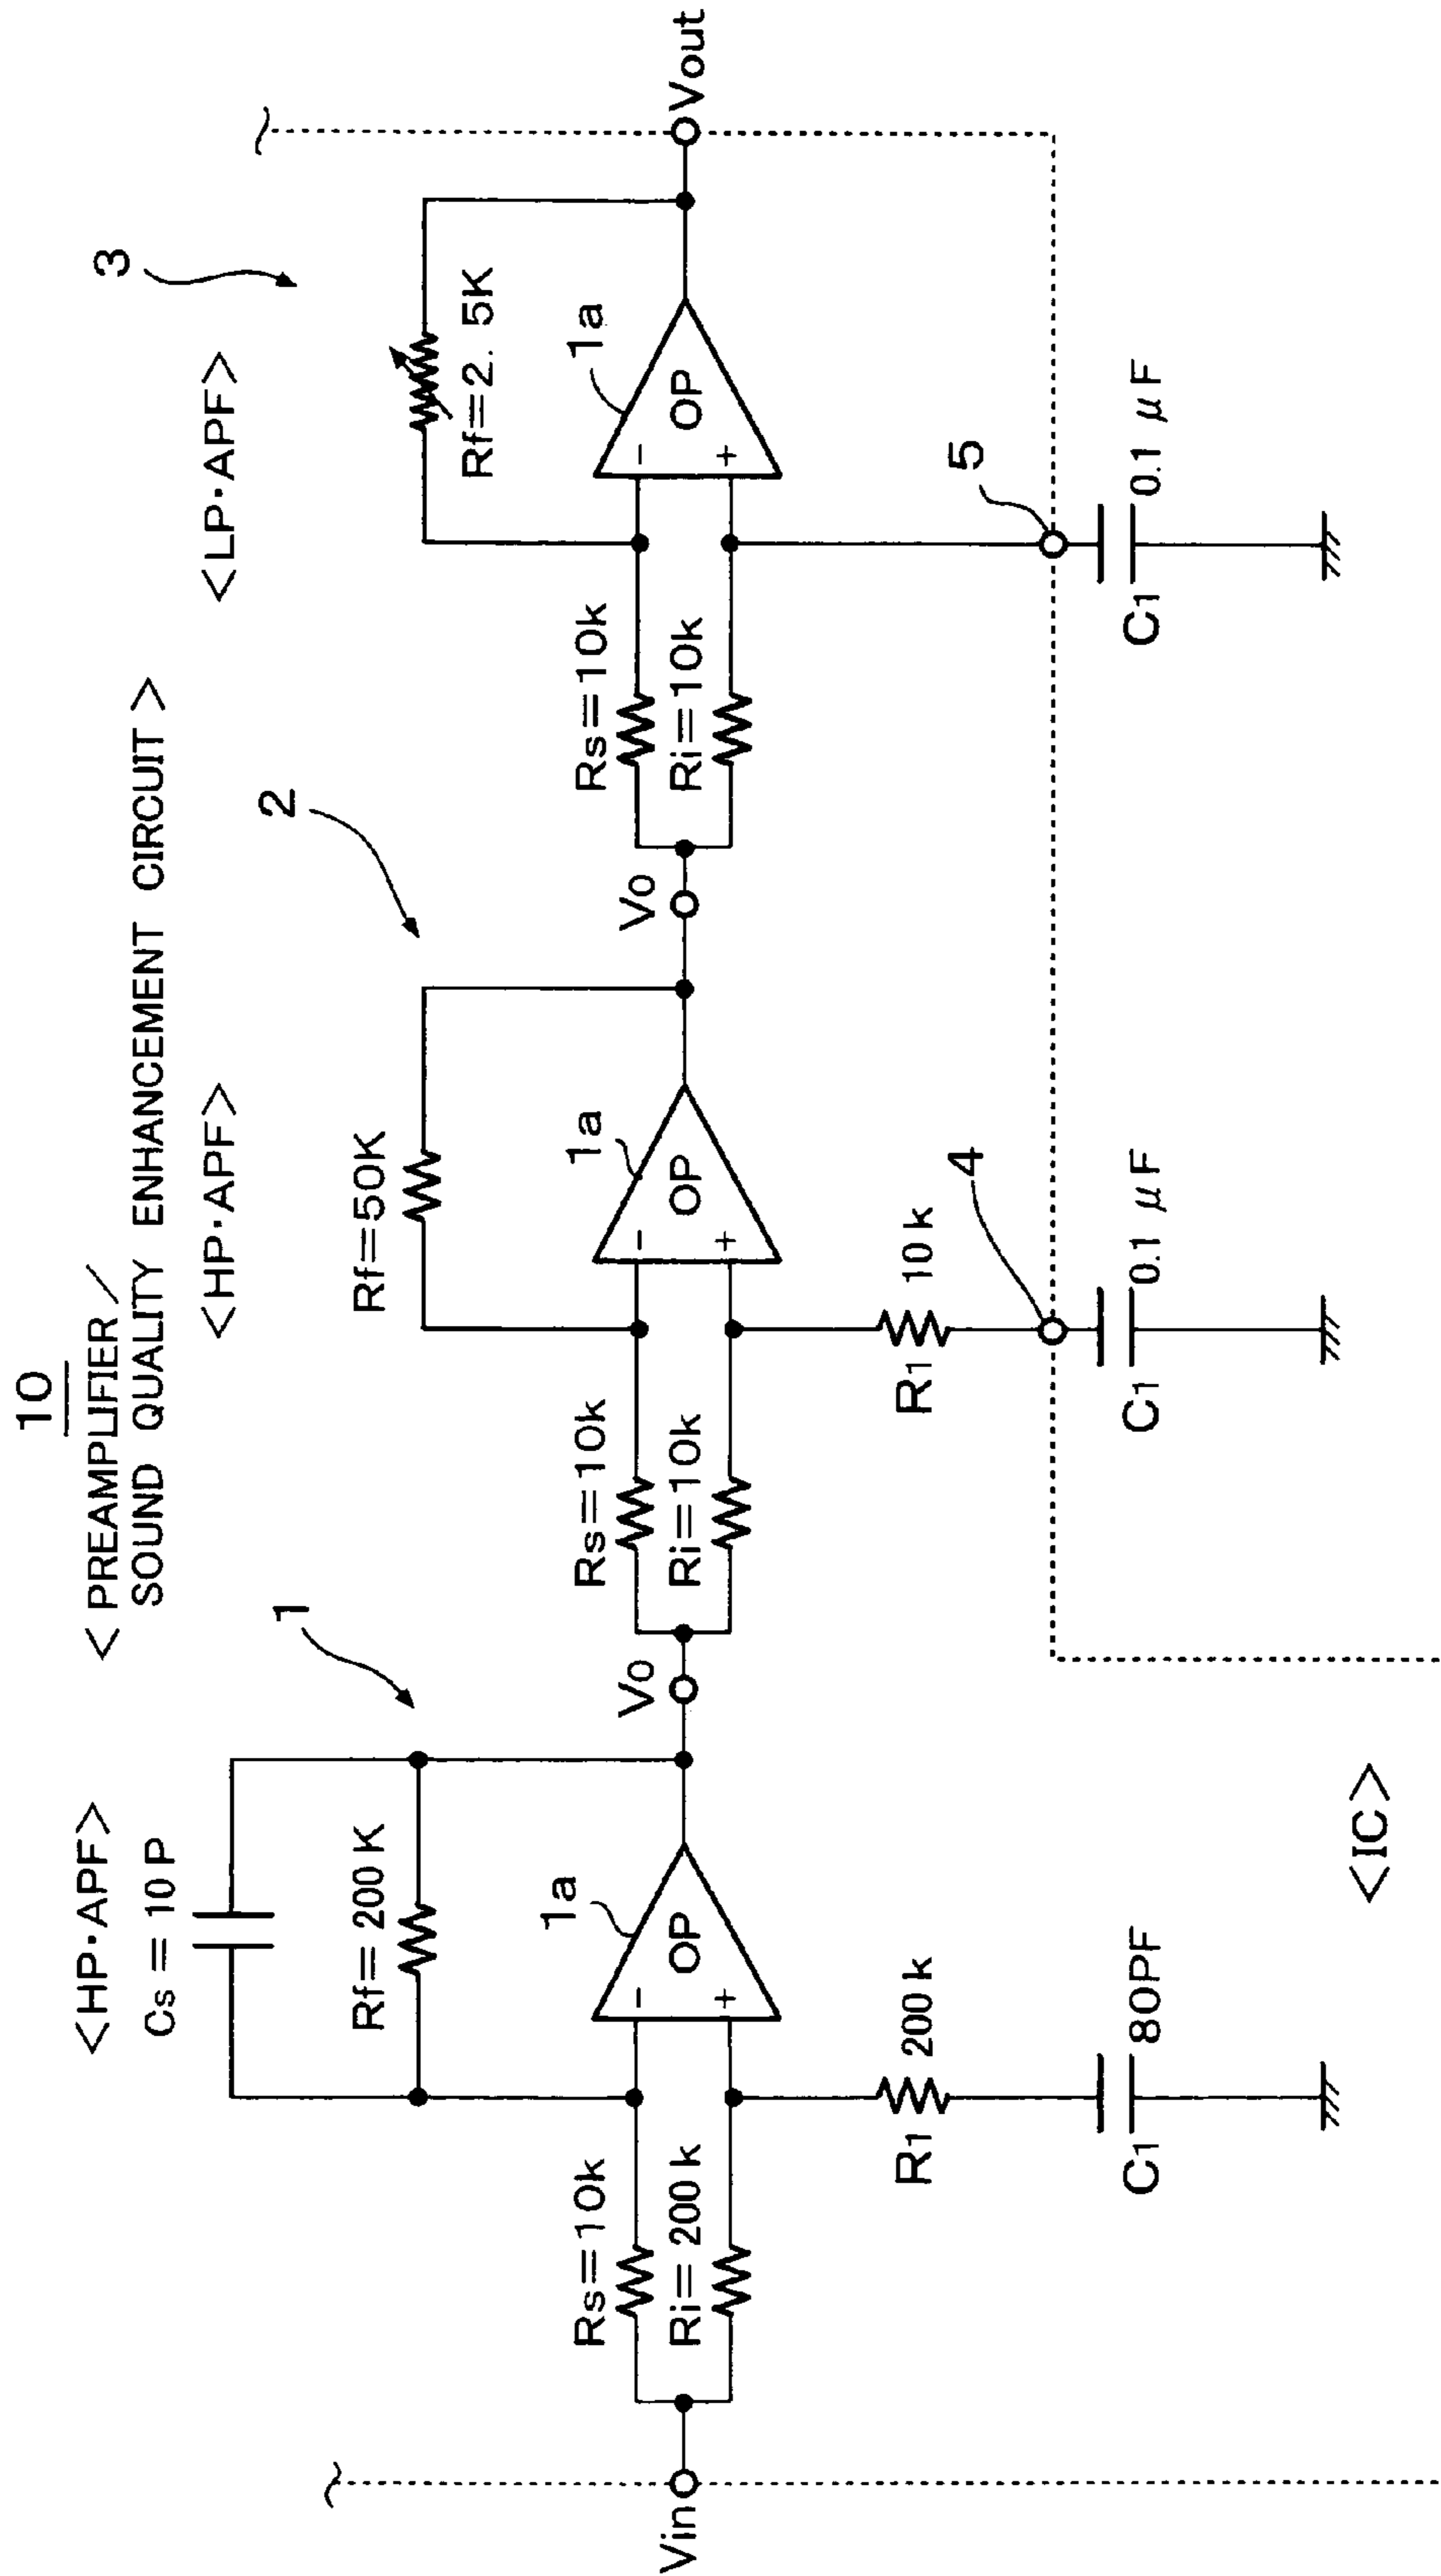 10
< PREAMPLIFIER /
SOUND QUALITY ENHANCEMENT CIRCUIT >
<HP·APF>
Cs = 10 P
Rf= 200 K
1
1a
OP
−
+
Rs=10k
Ri= 200 k
Vin
R1
200 k
C1
80PF
<IC>
Vo
<HP·APF>
2
Rf=50K
1a
OP
−
+
Rs=10k
Ri=10k
R1
10 k
4
C1
0.1 μF
Vo
<LP·APF>
3
Rf=2. 5K
1a
OP
−
+
Rs=10k
Ri=10k
5
C1
0.1 μF
Vout